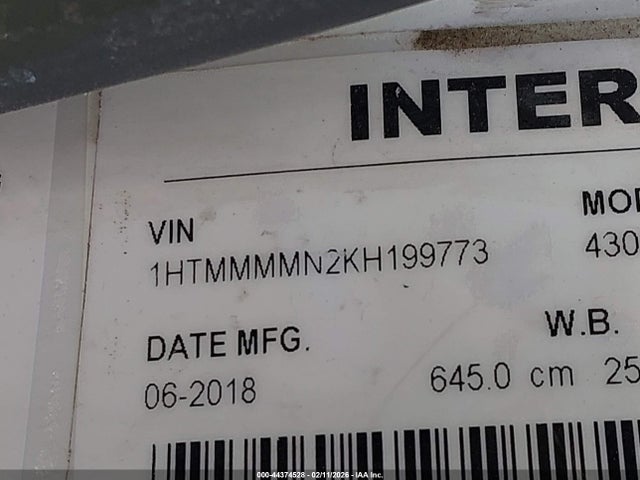 INTER
VIN
MOD
1HTMMMMN2KH199773
430
DATE MFG.
W.B.
06-2018
645.0 cm 25
000-44374528 - 02/11/2026 - IAA Inc.